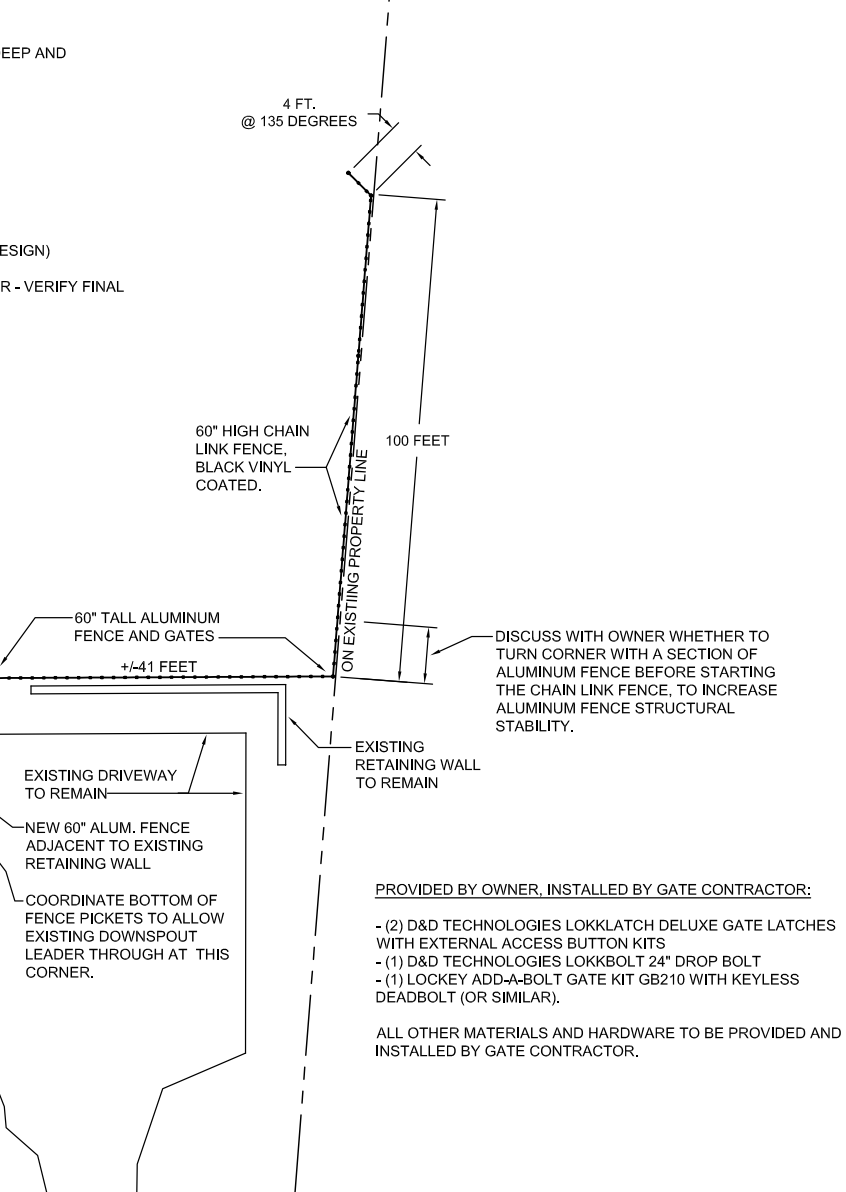 EEP AND
4 FT.
@ 135 DEGREES
ESIGN)
R - VERIFY FINAL
60" HIGH CHAIN
LINK FENCE,
BLACK VINYL
COATED.
100 FEET
ON EXISTIING PROPERTY LINE
60" TALL ALUMINUM
FENCE AND GATES
+/-41 FEET
DISCUSS WITH OWNER WHETHER TO
TURN CORNER WITH A SECTION OF
ALUMINUM FENCE BEFORE STARTING
THE CHAIN LINK FENCE, TO INCREASE
ALUMINUM FENCE STRUCTURAL
STABILITY.
EXISTING
RETAINING WALL
TO REMAIN
EXISTING DRIVEWAY
TO REMAIN
NEW 60" ALUM. FENCE
ADJACENT TO EXISTING
RETAINING WALL
COORDINATE BOTTOM OF
FENCE PICKETS TO ALLOW
EXISTING DOWNSPOUT
LEADER THROUGH AT THIS
CORNER.
PROVIDED BY OWNER, INSTALLED BY GATE CONTRACTOR:
- (2) D&D TECHNOLOGIES LOKKLATCH DELUXE GATE LATCHES
WITH EXTERNAL ACCESS BUTTON KITS
- (1) D&D TECHNOLOGIES LOKKBOLT 24" DROP BOLT
- (1) LOCKEY ADD-A-BOLT GATE KIT GB210 WITH KEYLESS
DEADBOLT (OR SIMILAR).
ALL OTHER MATERIALS AND HARDWARE TO BE PROVIDED AND
INSTALLED BY GATE CONTRACTOR.